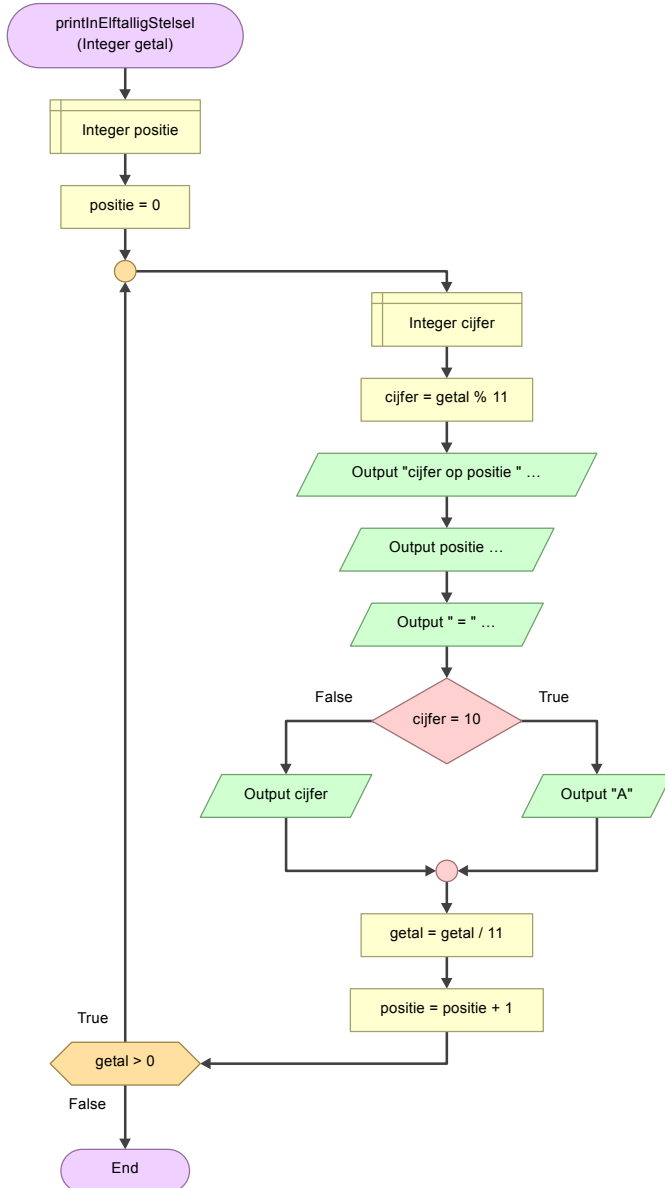 printInElftalligStelsel
(Integer getal)
Integer positie
positie = 0
Integer cijfer
cijfer = getal % 11
Output "cijfer op positie " ...
Output positie ...
Output " = " ...
False
True
cijfer = 10
Output cijfer
Output "A"
getal = getal / 11
positie = positie + 1
True
getal > 0
False
End